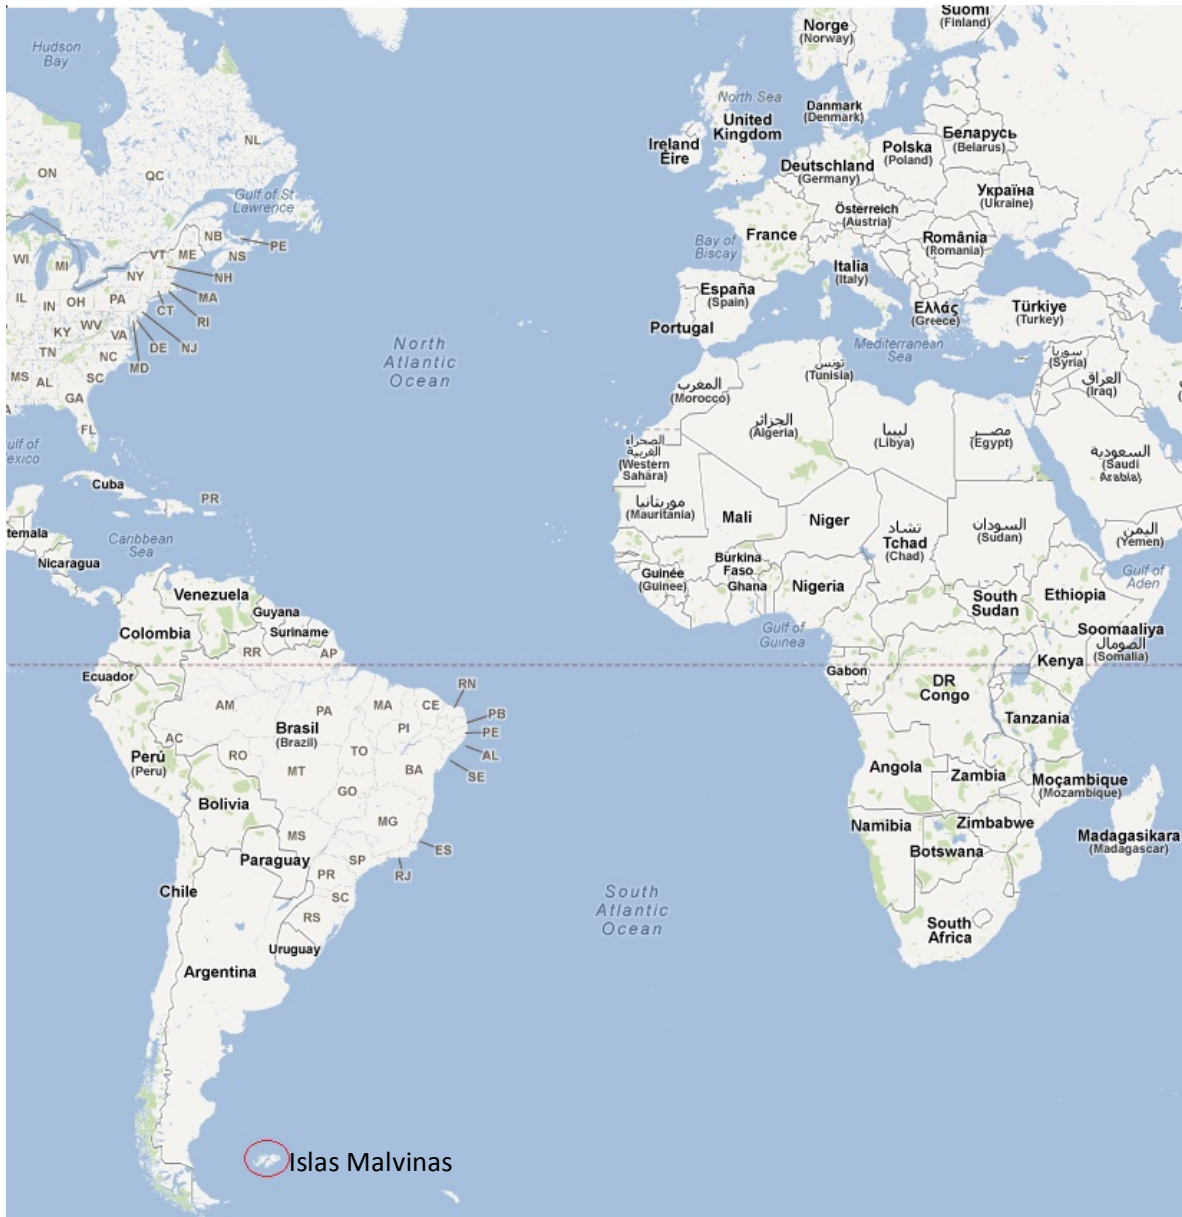 Suomi
(Finland)
Norge
(Norway)
Hudson
Bay
North Sea
Danmark
(Denmark)
United
Kingdom
Ireland
Éire
Беларусь
(Belarus)
Polska
(Poland)
NL
Deutschland
(Germany)
ON
QC
Україна
(Ukraine)
Gulf of St
Lawrence
Österreich
(Austria)
NB
PE
France
România
(Romania)
Bay of
Biscay
VT
ME
NS
WI
MI
NY
NH
Italia
(Italy)
España
(Spain)
MA
IL
IN
OH
PA
CT
RI
Ελλάς
(Greece)
Türkiye
(Turkey)
Portugal
KY
WV
VA
DE
NJ
MD
North
Atlantic
Ocean
Mediterranean
Sea
TN
NC
سوريا
(Syria)
تونس
(Tunisia)
MS
AL
SC
العراق
(Iraq)
المغرب
(Morocco)
GA
FL
الجزائر
(Algeria)
ليبيا
(Libya)
مصر
(Egypt)
الصحراء
الغربية
(Western
Sahara)
السعودية
(Saudi
Arabia)
Cuba
PR
موريتانيا
(Mauritania)
Mali
Niger
تشاد
Tchad
(Chad)
السودان
(Sudan)
اليمن
(Yemen)
Caribbean
Sea
Nicaragua
Burkina
Faso
Guinée
(Guinee)
Ghana
Nigeria
Gulf of
Aden
Venezuela
South
Sudan
Ethiopia
Guyana
Colombia
Suriname
Gulf of
Guinea
Soomaaliya
الصومال
(Somalia)
RR
AP
Kenya
Ecuador
Gabon
DR
Congo
RN
AM
PA
MA
CE
PB
Tanzania
Brasil
(Brazil)
PI
PE
AC
TO
AL
Perú
(Peru)
RO
MT
BA
SE
Angola
Zambia
Moçambique
(Mozambique)
GO
Bolivia
MG
Namibia
Zimbabwe
MS
Madagasikara
(Madagascar)
ES
Botswana
Paraguay
SP
RJ
PR
Chile
SC
South
Atlantic
Ocean
RS
South
Africa
Uruguay
Argentina
Islas Malvinas